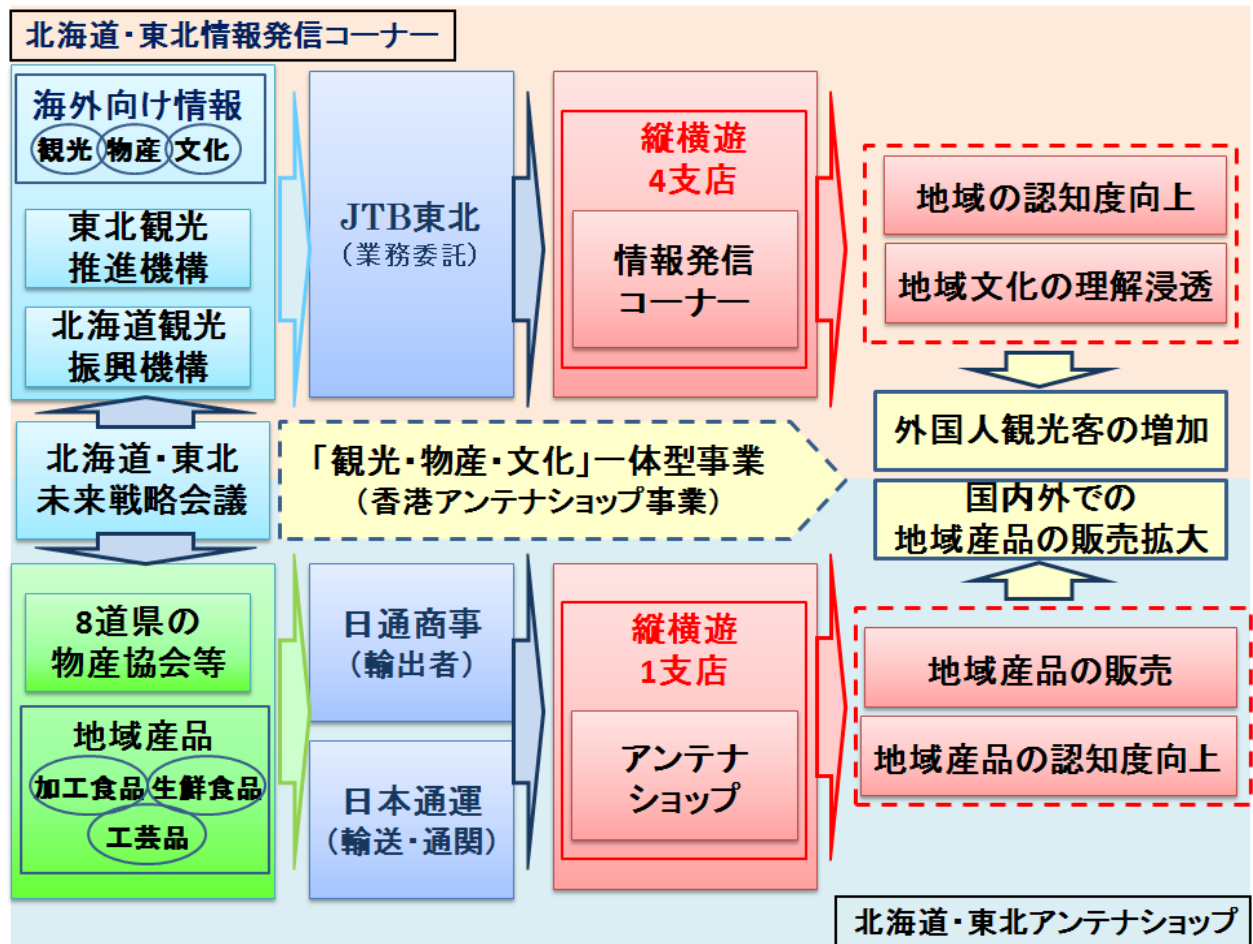 北海道・東北情報発信コーナー
海外向け情報
観光 物産 文化
東北観光
推進機構
北海道観光
振興機構
JTB東北
（業務委託）
縦横遊
4支店
情報発信
コーナー
地域の認知度向上
地域文化の理解浸透
外国人観光客の増加
北海道・東北
未来戦略会議
「観光・物産・文化」一体型事業
（香港アンテナショップ事業）
国内外での
地域産品の販売拡大
8道県の
物産協会等
地域産品
加工食品 生鮮食品
工芸品
日通商事
（輸出者）
日本通運
（輸送・通関）
縦横遊
1支店
アンテナ
ショップ
地域産品の販売
地域産品の認知度向上
北海道・東北アンテナショップ